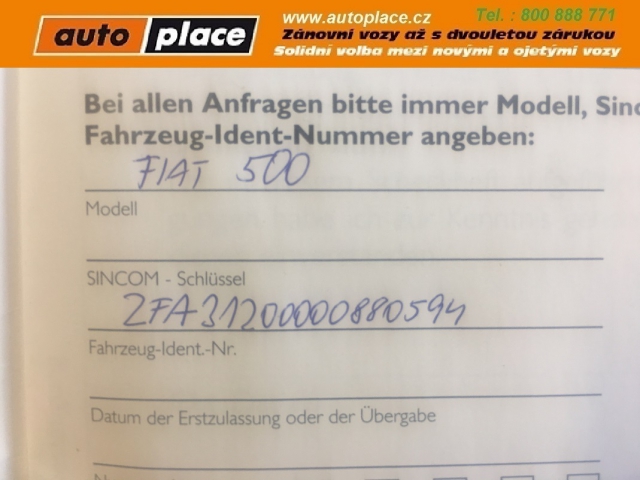 auto place
www.autoplace.cz
Tel. : 800 888 771
Zánovní vozy až s dvouletou zárukou
Solidní volba mezi novými a ojetými vozy
Bei allen Anfragen bitte immer Modell, Sinc
Fahrzeug-Ident-Nummer angeben:
FIAT 500
Modell
SINCOM - Schlüssel
ZFA31200000880594
Fahrzeug-Ident.-Nr.
Datum der Erstzulassung oder der Übergabe